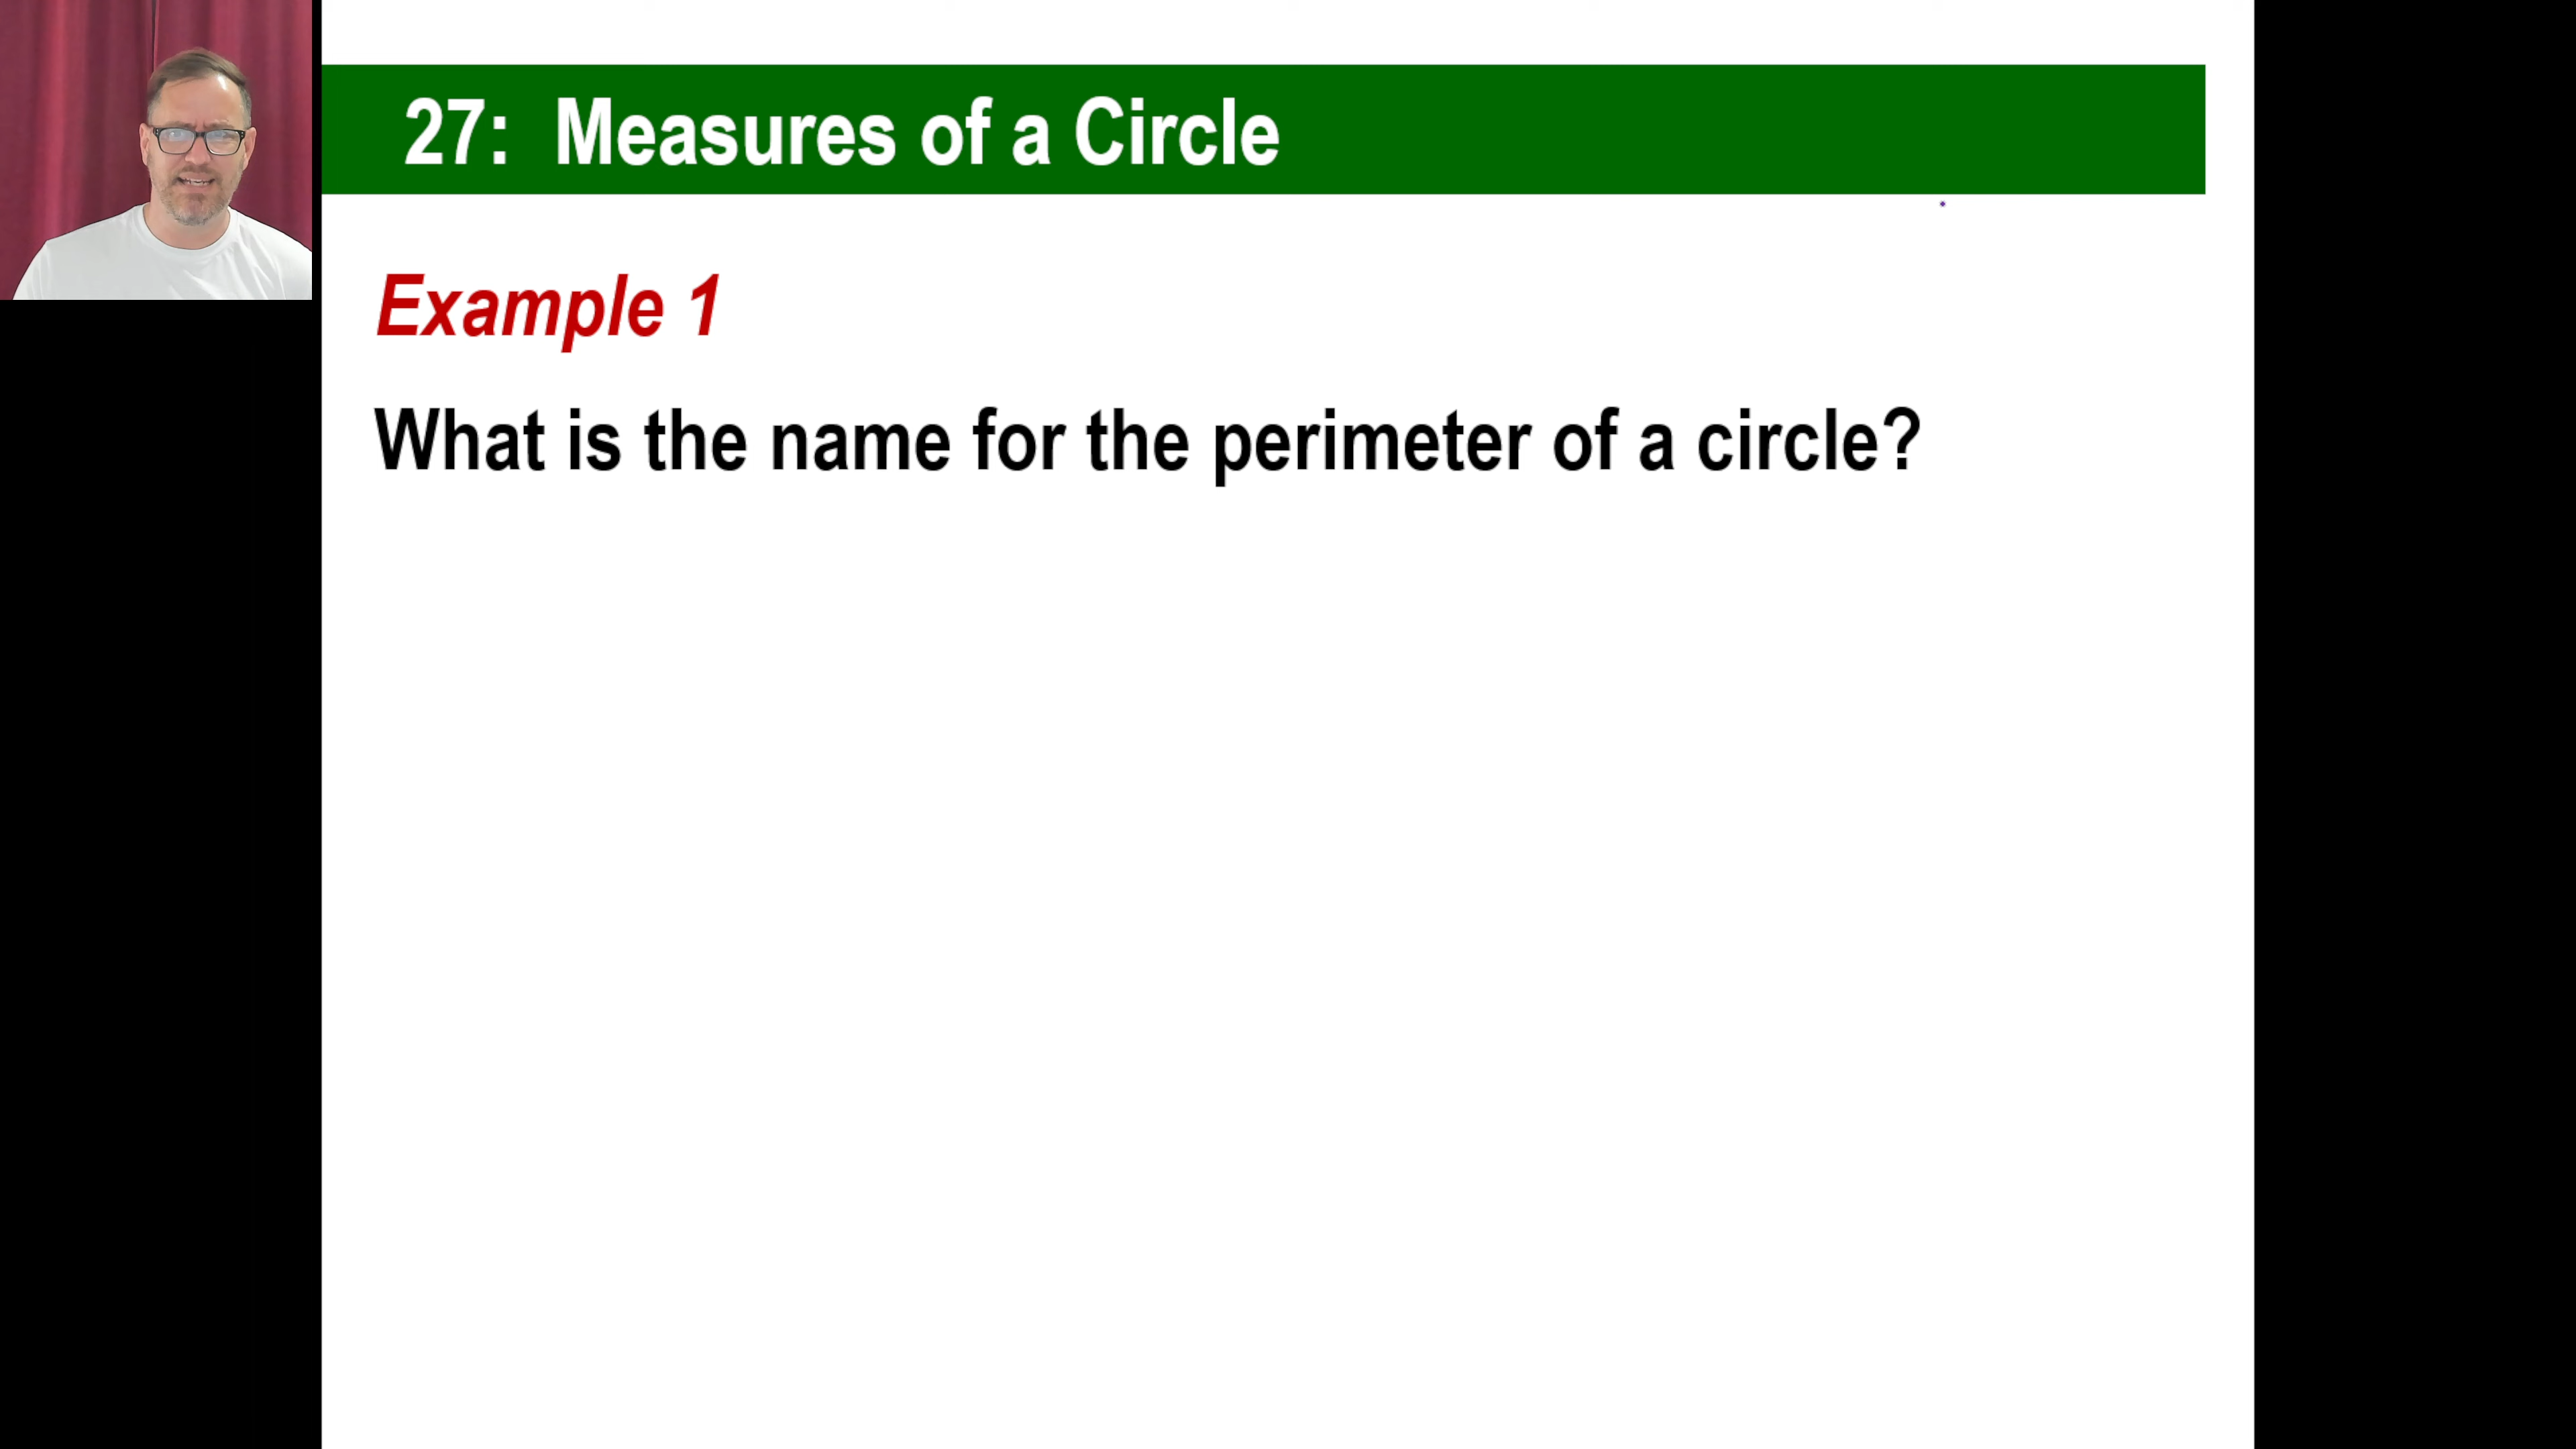 27: Measures of a Circle
Example 1
What is the name for the perimeter of a circle?